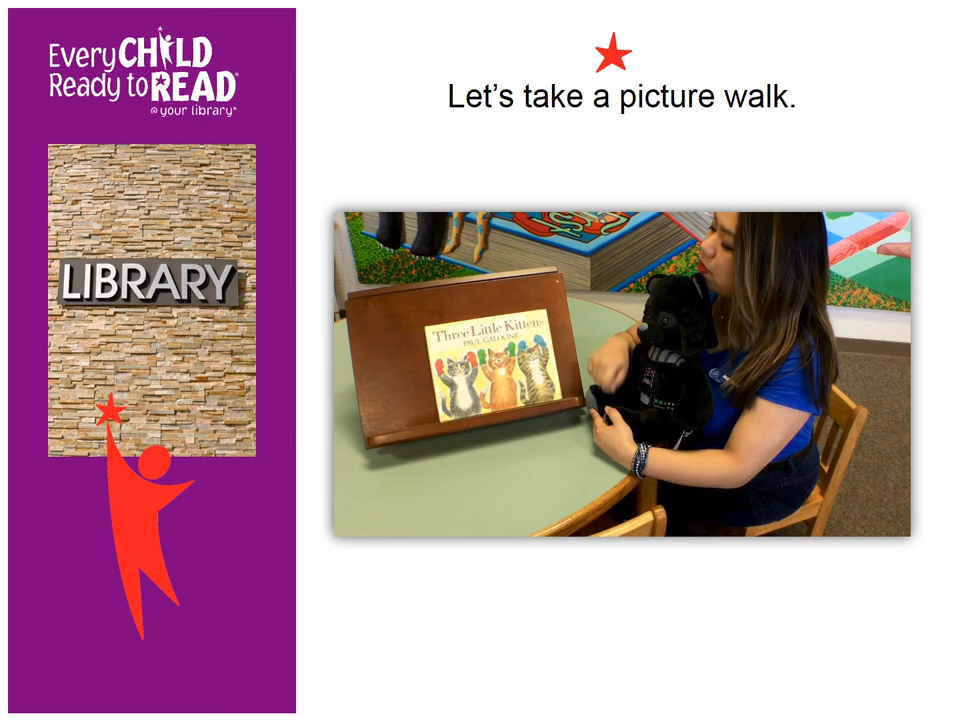 Every CHILD
Ready to READ®
@ your library®
LIBRARY
Let's take a picture walk.
Three Little Kittens
PAUL GALDONE